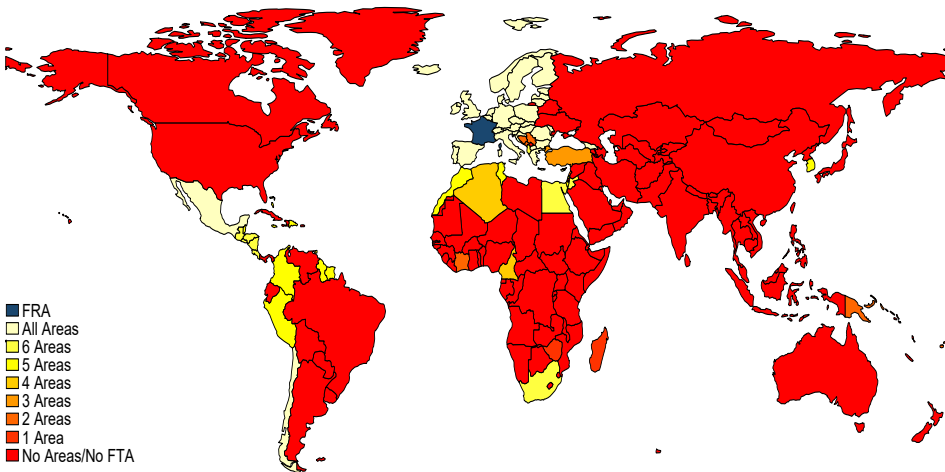 FRA
All Areas
6 Areas
5 Areas
4 Areas
3 Areas
2 Areas
1 Area
No Areas/No FTA